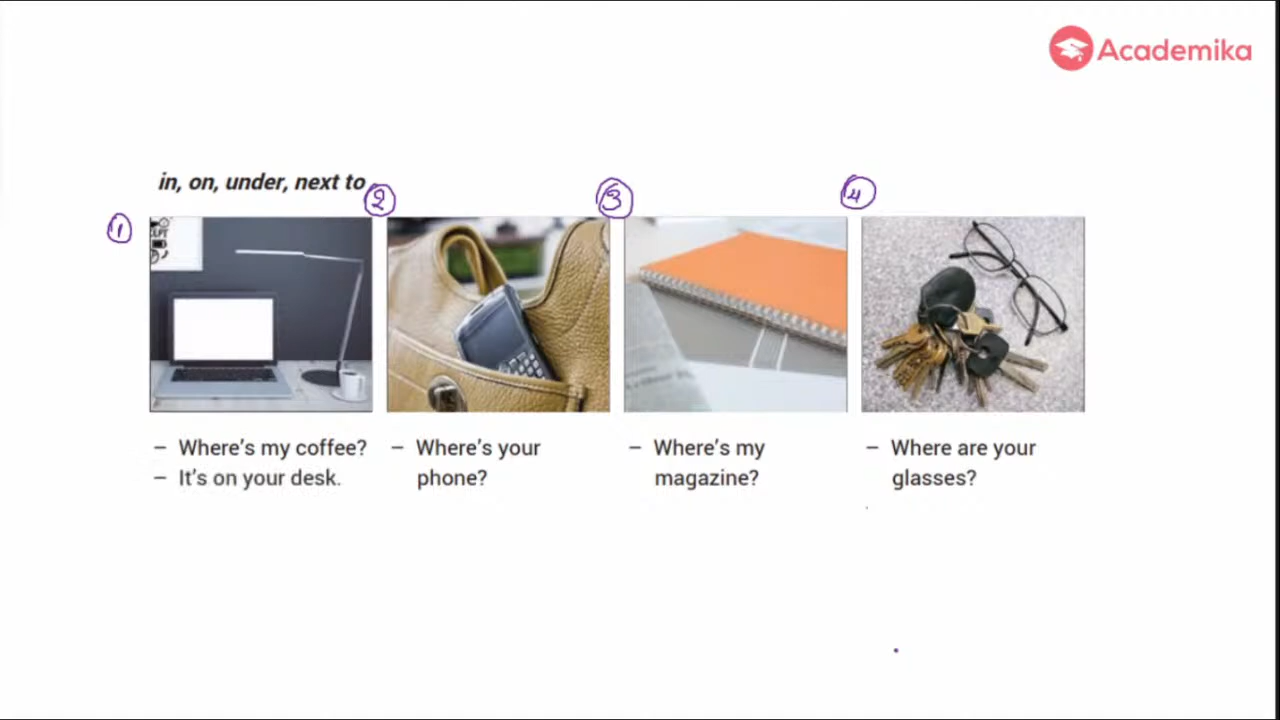 Academika
in, on, under, next to
1
2
3
4
– Where's my coffee?
– It's on your desk.
– Where's your
phone?
– Where's my
magazine?
– Where are your
glasses?